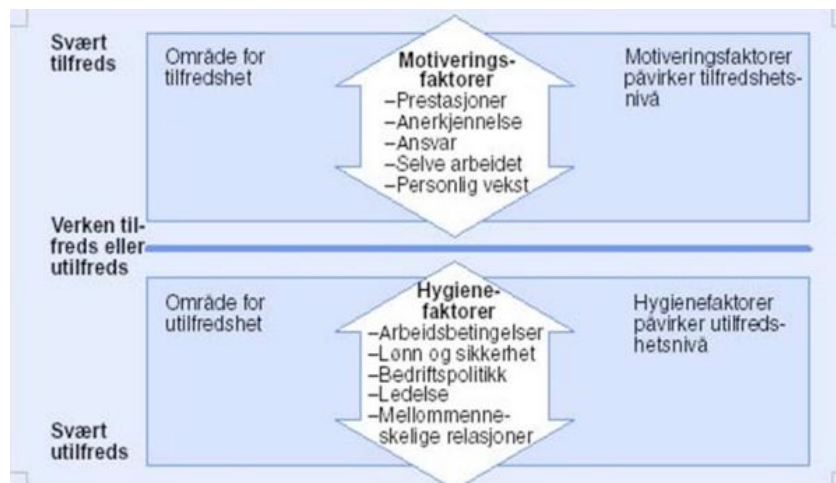 Svært
tilfreds
Område for
tilfredshet
Motiverings-
faktorer
–Prestasjoner
–Anerkjennelse
–Ansvar
–Selve arbeidet
–Personlig vekst
Motiveringsfaktorer
påvirker tilfredshets-
nivå
Verken til-
freds eller
utilfreds
Område for
utilfredshet
Hygiene-
faktorer
–Arbeidsbetingelser
–Lønn og sikkerhet
–Bedriftspolitikk
–Ledelse
–Mellommenne-
skelige relasjoner
Hygienefaktorer
påvirker utilfreds-
hetsnivå
Svært
utilfreds